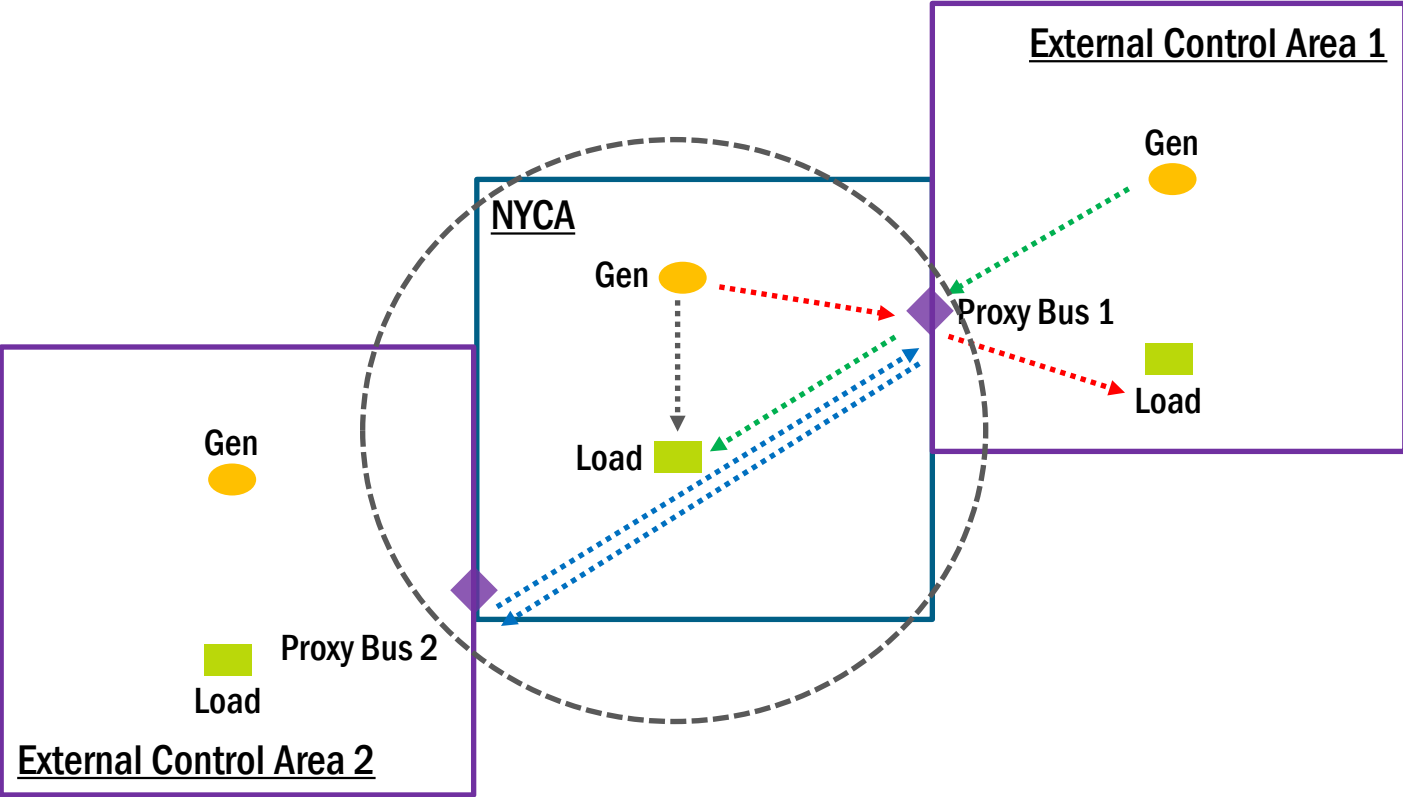 External Control Area 1
Gen
NYCA
Gen
Proxy Bus 1
Load
Load
Gen
Proxy Bus 2
Load
External Control Area 2